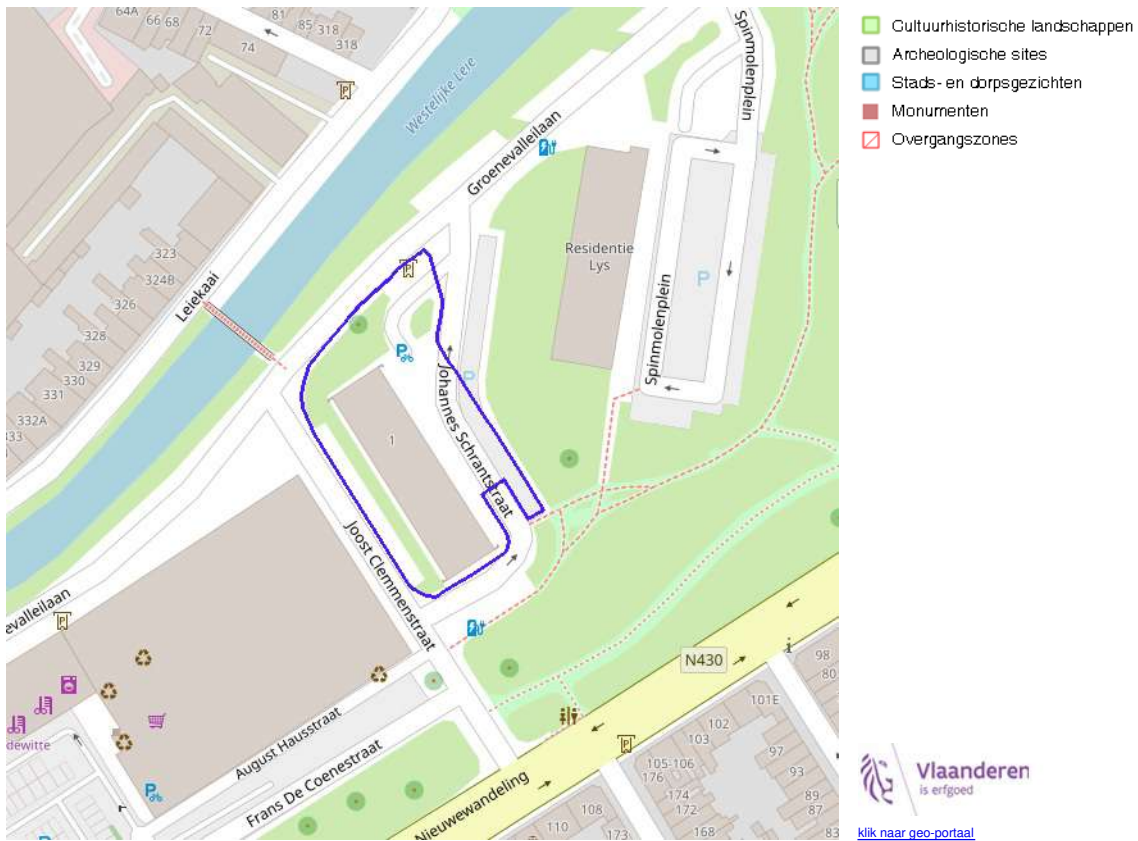 64A
66
68
72
74
81
85
318
318
Westelijke Leie
Groenevalleilaan
Spinmolenplein
Residentie
Lys
P
Spinmolenplein
323
324B
326
328
329
330
331
332A
333
Leiekaai
P
P
Johannes Schrantstraat
1
Joost Clemmenstraat
evalleilaan
dewitte
August Hausstraat
Frans De Coenestraat
Nieuwewandeling
N430
98
80
101E
102
103
105-106
176
174
172
168
97
93
89
87
83
108
110
173
P
Cultuurhistorische landschappen
Archeologische sites
Stads- en dorpsgezichten
Monumenten
Overgangszones
Vlaanderen
is erfgoed
klik naar geo-portaal